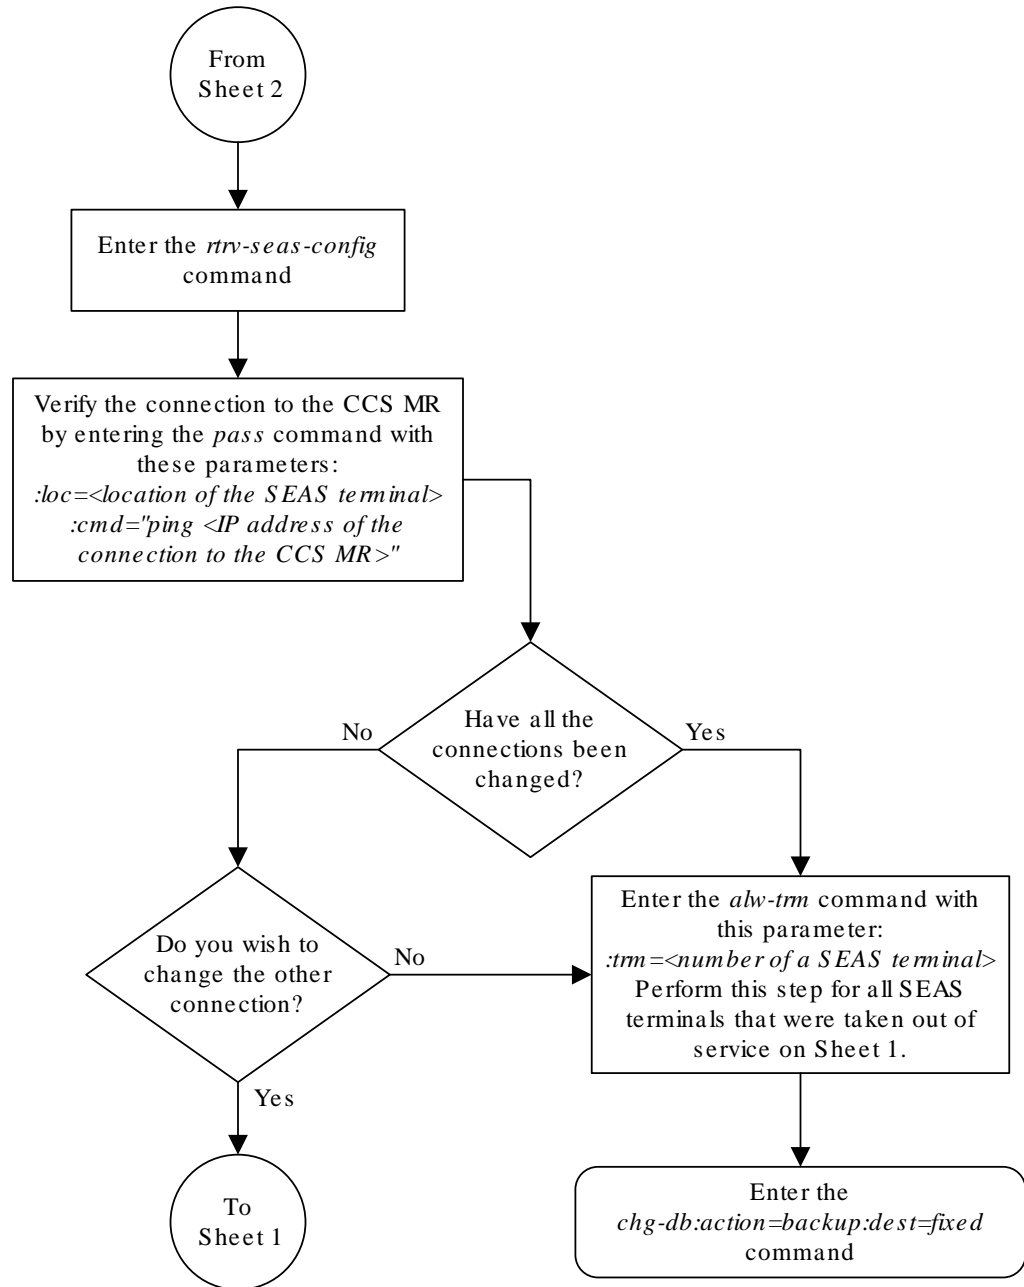 From
Sheet 2
Enter the rtrv-seas-config
command
Verify the connection to the CCS MR
by entering the pass command with
these parameters:
:loc=<location of the SEAS terminal>
:cmd="ping <IP address of the
connection to the CCS MR>"
Have all the
connections been
changed?
No
Yes
Do you wish to
change the other
connection?
No
Yes
Enter the alw-trm command with
this parameter:
:trm=<number of a SEAS terminal>
Perform this step for all SEAS
terminals that were taken out of
service on Sheet 1.
To
Sheet 1
Enter the
chg-db:action=backup:dest=fixed
command